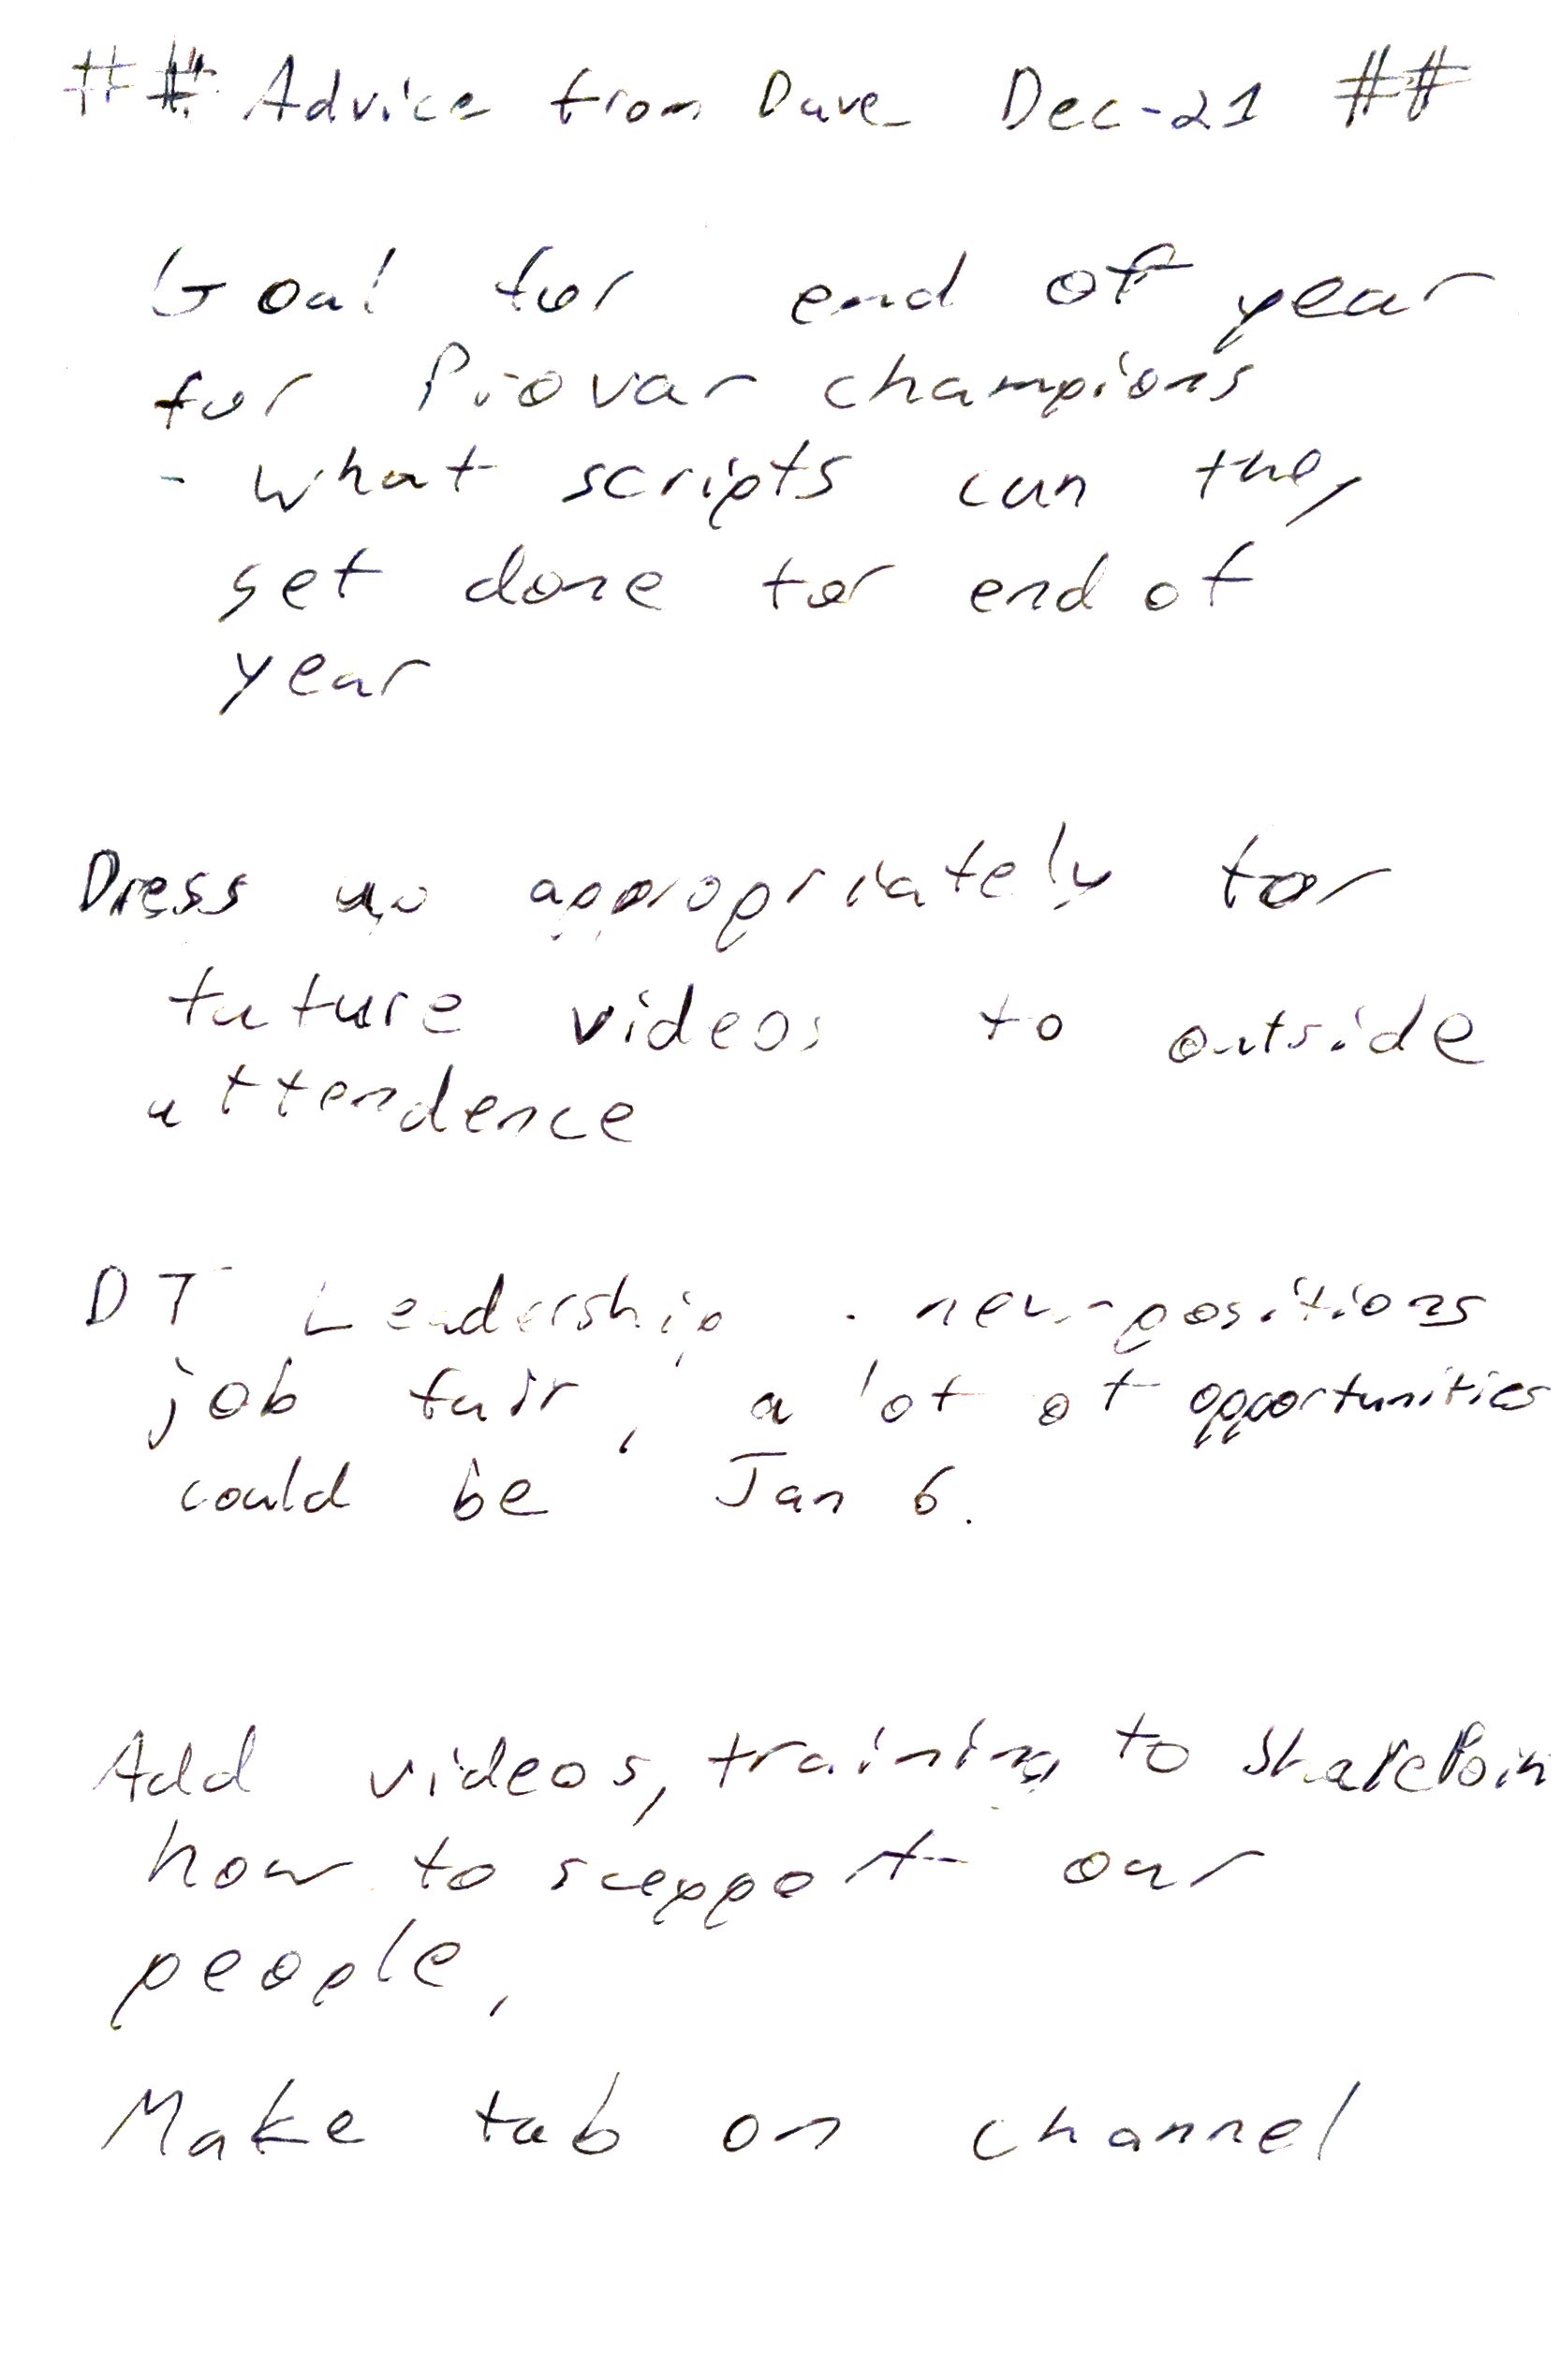 ## Advice from Dave Dec-21 ##
Goal for end of year
for Piovar champions
- what scripts can they
get done for end of
year
Dress up appropriately for
future videos to outside
attendence
DT Leadership - new-positions
job fair, a lot of opportunities
could be Jan 6.
Add videos, training to SharePoin
how to support our
people,
Make tab on channel